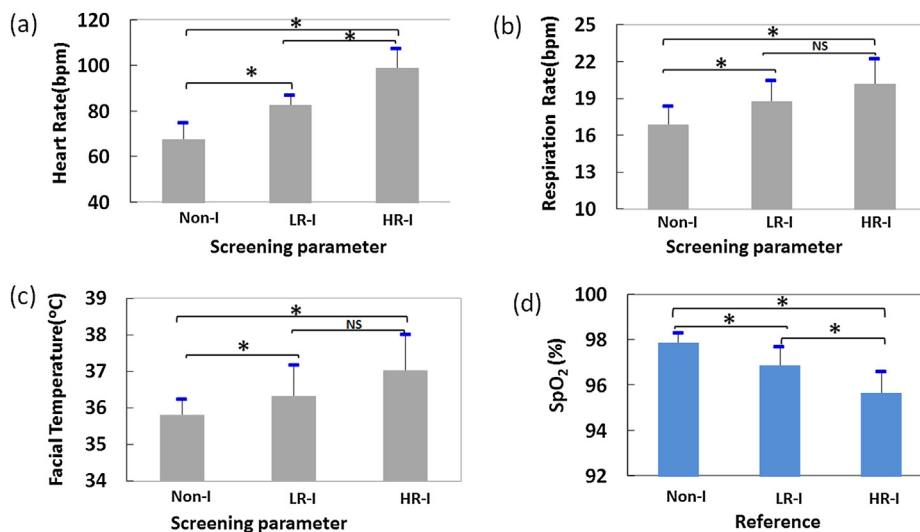 (a)
Heart Rate(bpm)
120
100
80
60
40
*
*
*
Non-I LR-I HR-I
Screening parameter
(b)
Respiration Rate(bpm)
25
22
19
16
13
10
*
NS
*
Non-I LR-I HR-I
Screening parameter
(c)
Facial Temperature(°C)
39
38
37
36
35
34
*
NS
*
Non-I LR-I HR-I
Screening parameter
(d)
SpO₂ (%)
100
98
96
94
92
*
*
*
Non-I LR-I HR-I
Reference